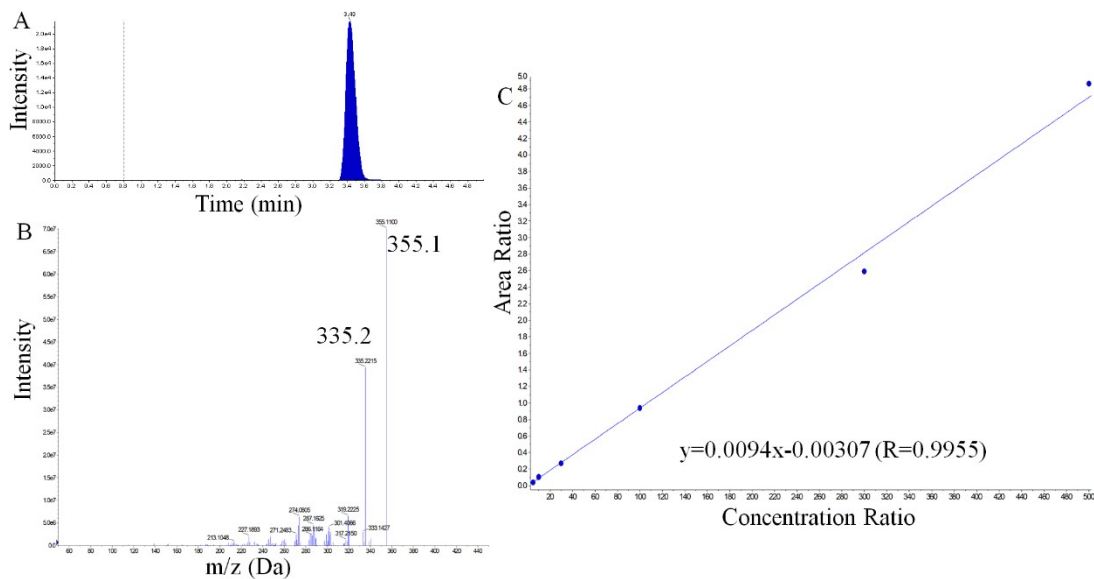 A
3.40
Intensity
2.0e4
1.8e4
1.6e4
1.4e4
1.2e4
1.0e4
8000.0
6000.0
4000.0
2000.0
0.0
0.0 0.2 0.4 0.6 0.8 1.0 1.2 1.4 1.6 1.8 2.0 2.2 2.4 2.6 2.8 3.0 3.2 3.4 3.6 3.8 4.0 4.2 4.4 4.6 4.8
Time (min)
B
355.1100
355.1
335.2
335.2215
Intensity
7.0e7
6.5e7
6.0e7
5.5e7
5.0e7
4.5e7
4.0e7
3.5e7
3.0e7
2.5e7
2.0e7
1.5e7
1.0e7
5.0e6
0.0
274.0805
319.2225
287.1625
301.4066
227.1893
271.2483
286.1164
333.1427
213.1048
317.2150
60 80 100 120 140 160 180 200 220 240 260 280 300 320 340 360 380 400 420 440
m/z (Da)
C
Area Ratio
5.0
4.8
4.6
4.4
4.2
4.0
3.8
3.6
3.4
3.2
3.0
2.8
2.6
2.4
2.2
2.0
1.8
1.6
1.4
1.2
1.0
0.8
0.6
0.4
0.2
0.0
y=0.0094x-0.00307 (R=0.9955)
20 40 60 80 100 120 140 160 180 200 220 240 260 280 300 320 340 360 380 400 420 440 460 480 500
Concentration Ratio